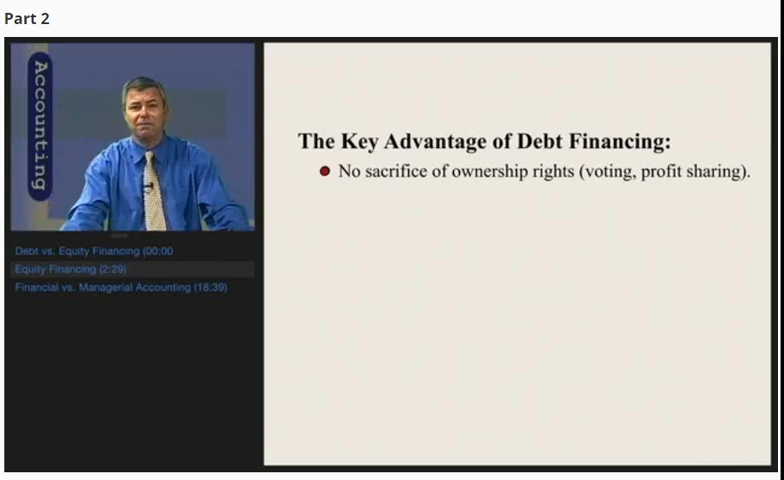 Part 2
Accounting
Debt vs. Equity Financing (00:00
Equity Financing (2:29)
Financial vs. Managerial Accounting (18:39)
The Key Advantage of Debt Financing:
No sacrifice of ownership rights (voting, profit sharing).